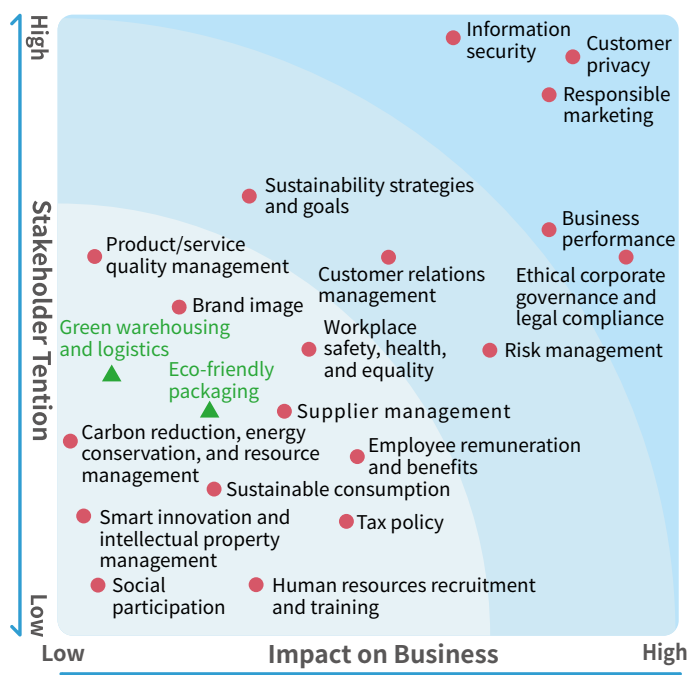 High
Information
security
Customer
privacy
Responsible
marketing
Sustainability strategies
and goals
Business
performance
Product/service
quality management
Customer relations
management
Ethical corporate
governance and
legal compliance
Brand image
Green warehousing
and logistics
Workplace
safety, health,
and equality
Risk management
Eco-friendly
packaging
Supplier management
Stakeholder Tention
Carbon reduction, energy
conservation, and resource
management
Employee remuneration
and benefits
Sustainable consumption
Smart innovation and
intellectual property
management
Tax policy
Social
participation
Human resources recruitment
and training
Low
Low
Impact on Business
High